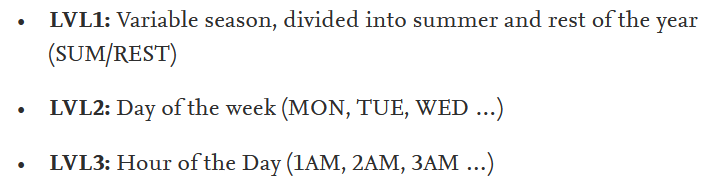 • LVL1: Variable season, divided into summer and rest of the year
(SUM/REST)
• LVL2: Day of the week (MON, TUE, WED ...)
• LVL3: Hour of the Day (1AM, 2AM, 3AM ...)